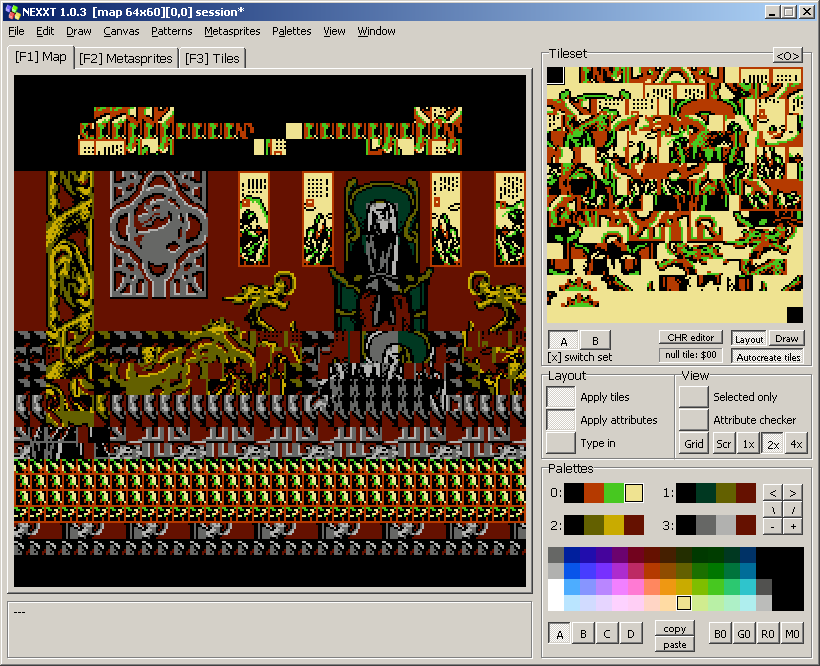 NEXXT 1.0.3 [map 64x60][0,0] session*
File Edit Draw Canvas Patterns Metasprites Palettes View Window
[F1] Map [F2] Metasprites [F3] Tiles
Tileset <O>
A B
[x] switch set
CHR editor
null tile: $00
Layout Draw
Autocreate tiles
Layout
Apply tiles
Apply attributes
Type in
View
Selected only
Attribute checker
Grid Scr 1x 2x 4x
Palettes
0: 1: < >
\ /
2: 3: - +
A B C D copy paste B0 G0 R0 M0
---